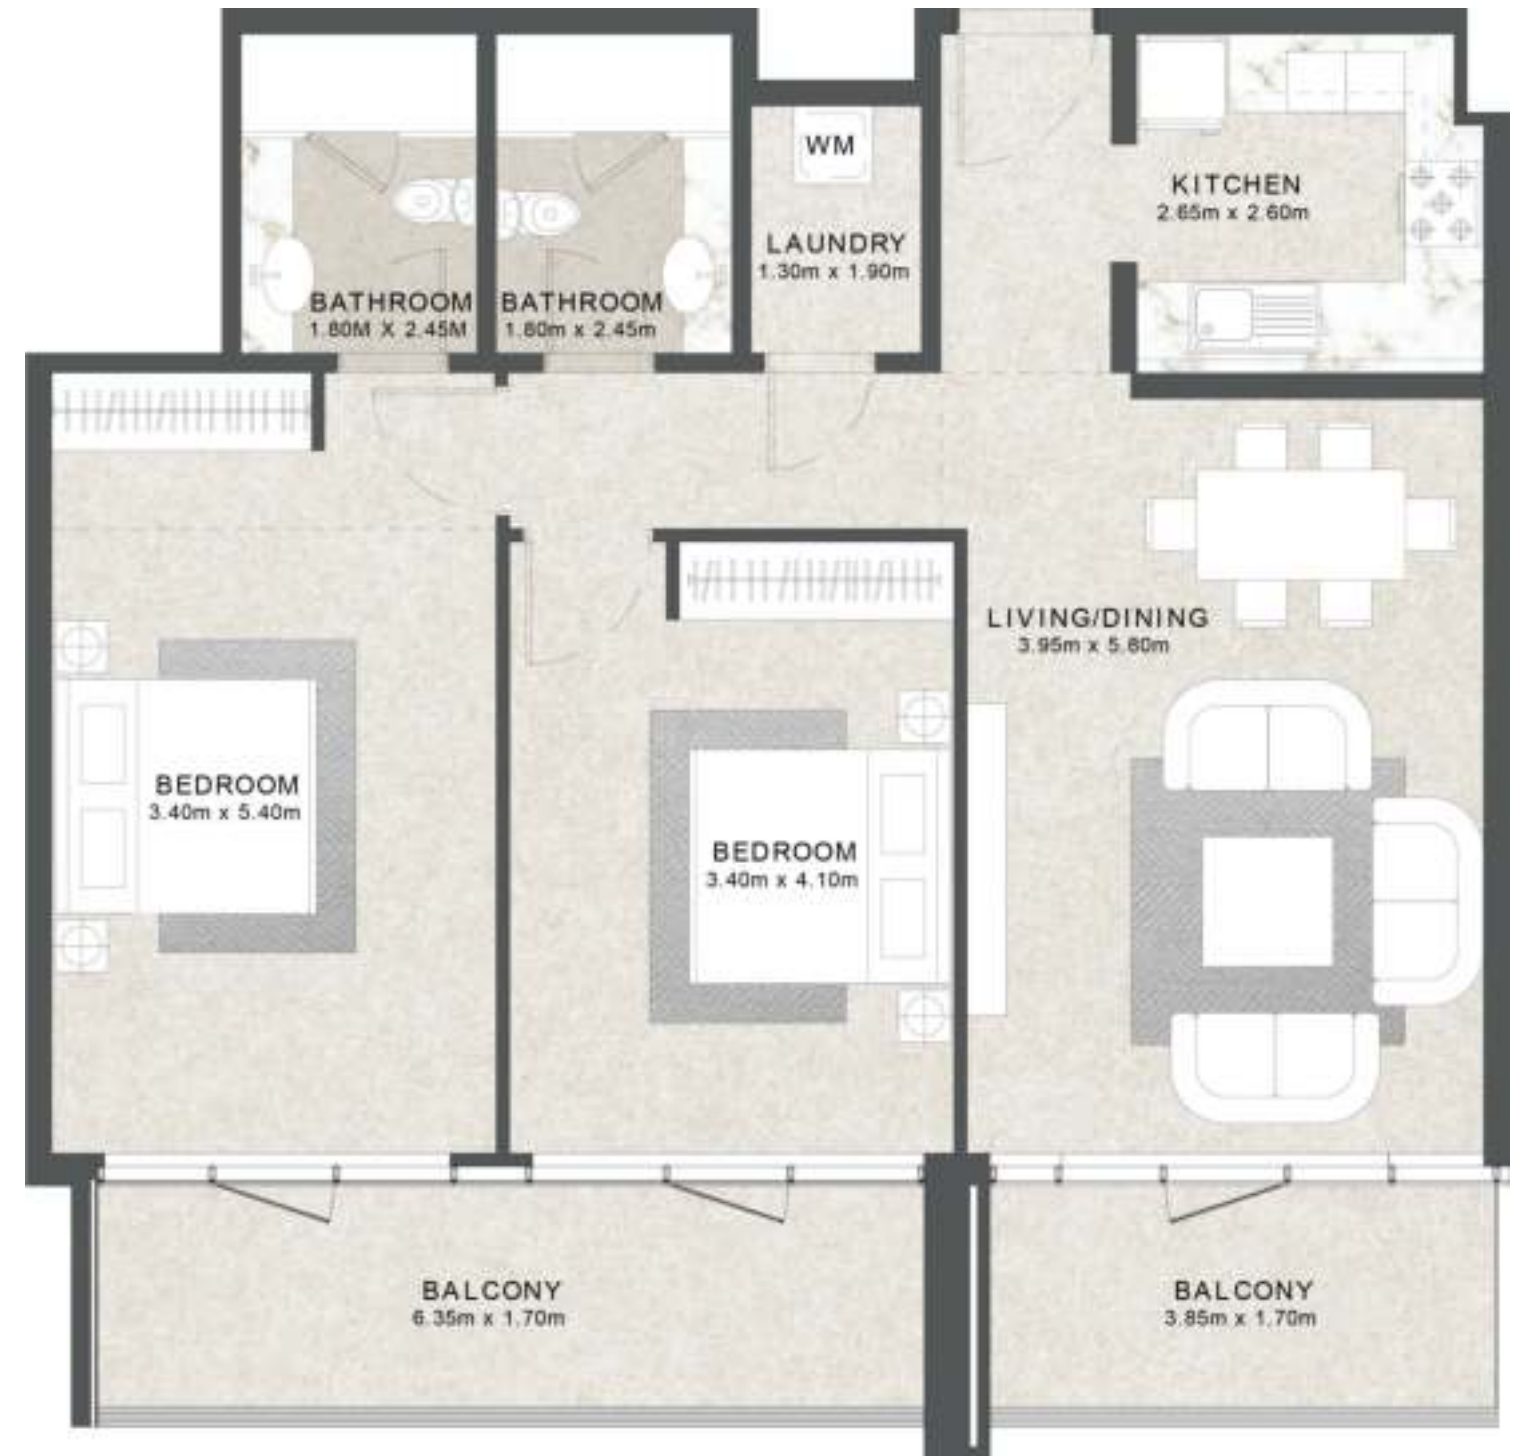 WM
KITCHEN
2.65m x 2.60m
LAUNDRY
1.30m x 1.90m
BATHROOM
1.80M X 2.45M
BATHROOM
1.80m x 2.45m
LIVING/DINING
3.95m x 5.80m
BEDROOM
3.40m x 5.40m
BEDROOM
3.40m x 4.10m
BALCONY
6.35m x 1.70m
BALCONY
3.85m x 1.70m